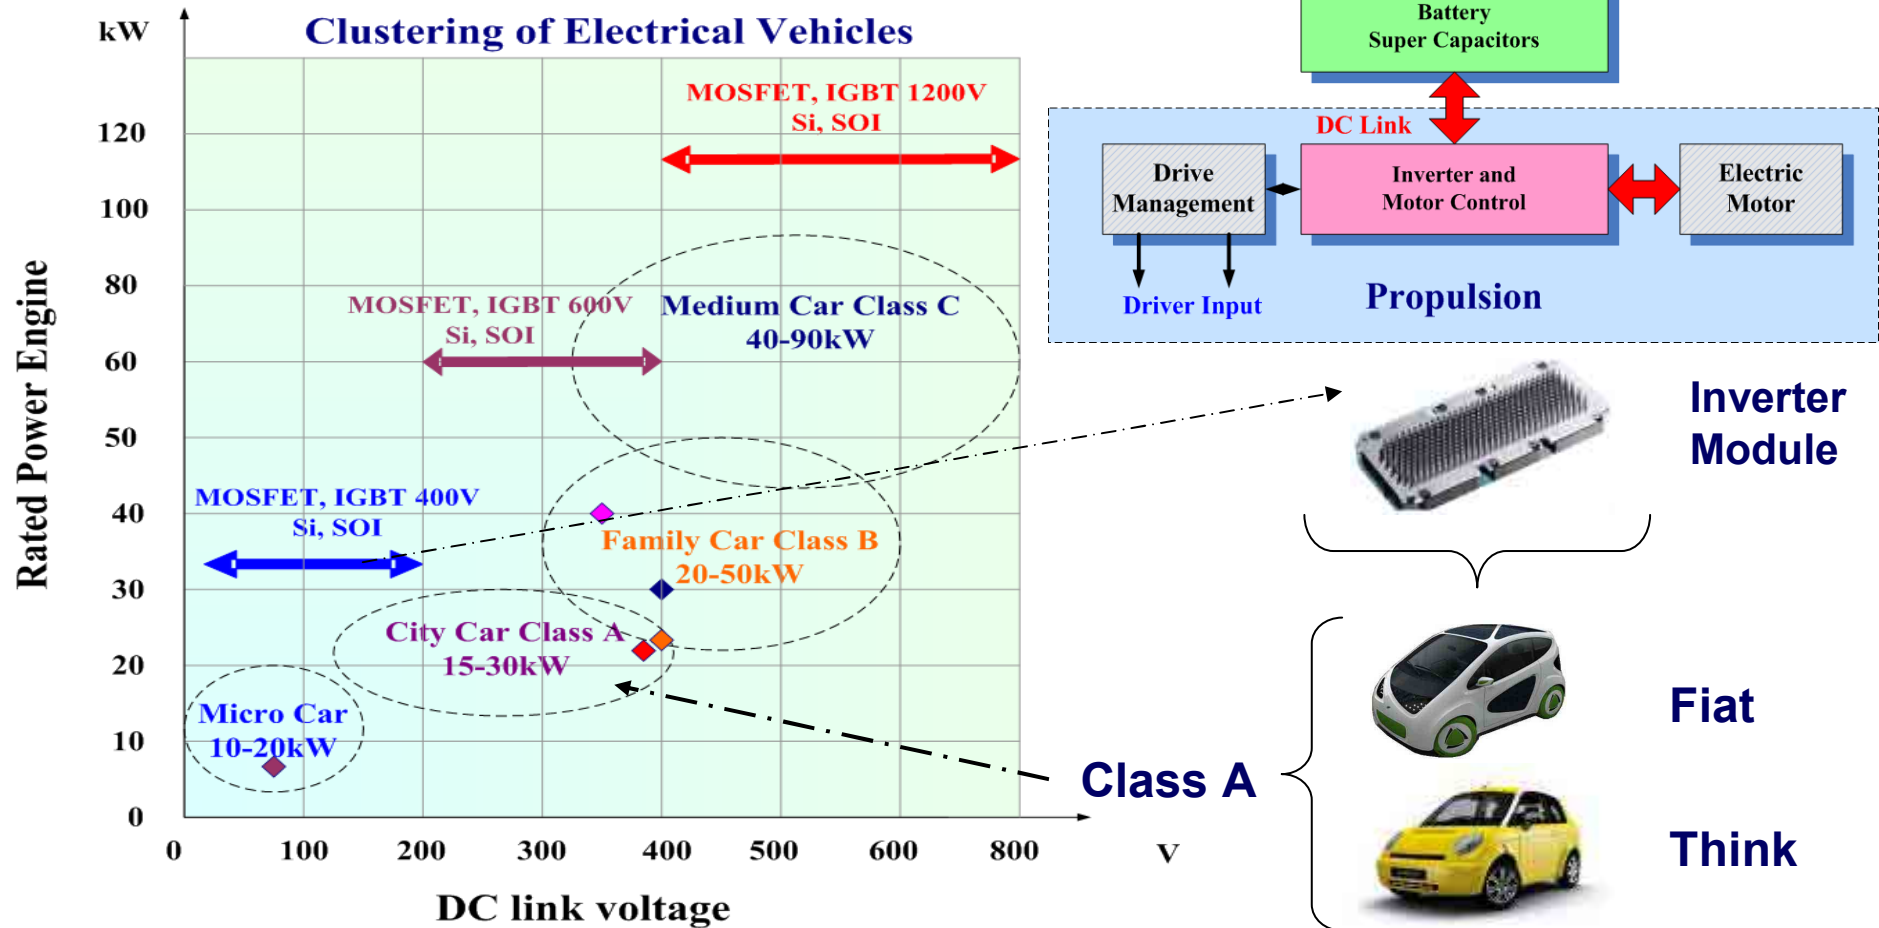 kW
Clustering of Electrical Vehicles
MOSFET, IGBT 1200V
Si, SOI
120
100
80
60
50
40
30
20
10
0
Rated Power Engine
MOSFET, IGBT 600V
Si, SOI
Medium Car Class C
40-90kW
MOSFET, IGBT 400V
Si, SOI
Family Car Class B
20-50kW
City Car Class A
15-30kW
Micro Car
10-20kW
0 100 200 300 400 500 600 800 V
DC link voltage
Battery
Super Capacitors
DC Link
Drive
Management
Inverter and
Motor Control
Electric
Motor
Driver Input
Propulsion
Inverter
Module
Class A
Fiat
Think